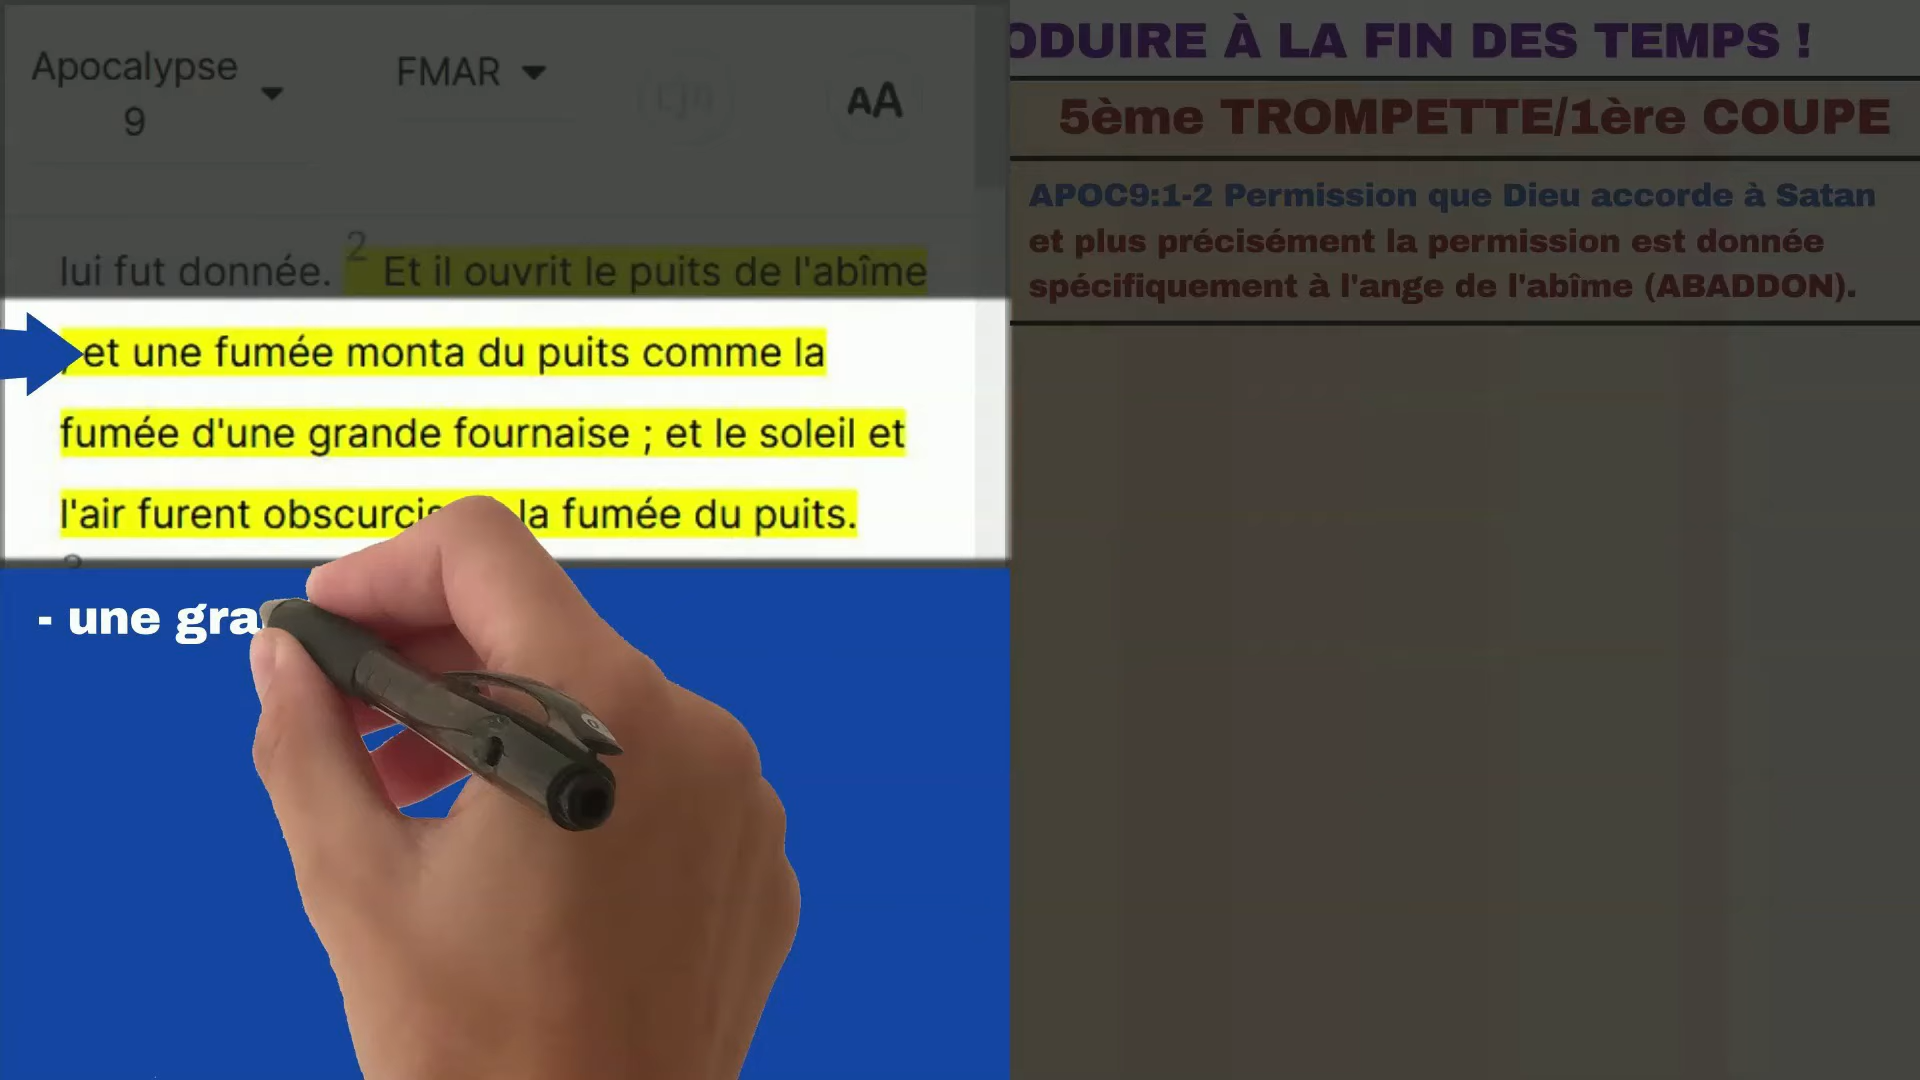 Apocalypse
9
FMAR
AA
lui fut donnée. 2 Et il ouvrit le puits de l'abîme
, et une fumée monta du puits comme la
fumée d'une grande fournaise ; et le soleil et
l'air furent obscurcis la fumée du puits.
3
- une gra
ODUIRE À LA FIN DES TEMPS !
5ème TROMPETTE/1ère COUPE
APOC9:1-2 Permission que Dieu accorde à Satan
et plus précisément la permission est donnée
spécifiquement à l'ange de l'abîme (ABADDON).